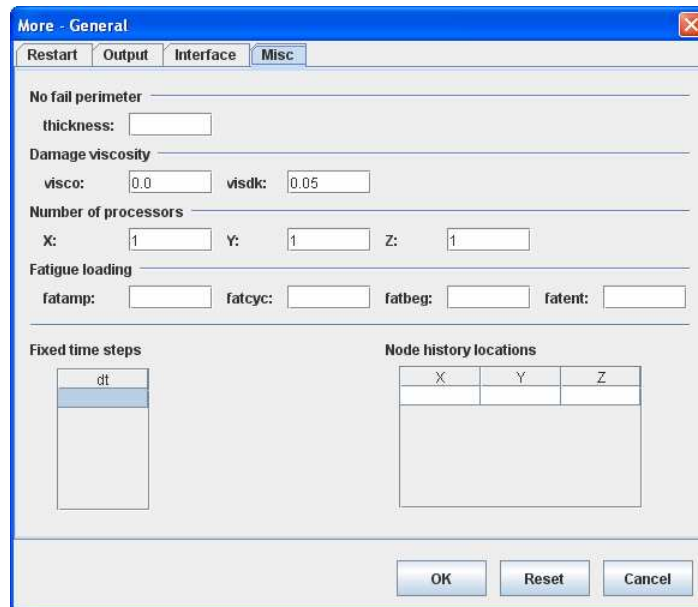 More - General
Restart Output Interface Misc
No fail perimeter
thickness:
Damage viscosity
visco: 0.0 visdk: 0.05
Number of processors
X: 1 Y: 1 Z: 1
Fatigue loading
fatamp: fatcyc: fatbeg: fatent:
Fixed time steps Node history locations
dt X Y Z
OK Reset Cancel